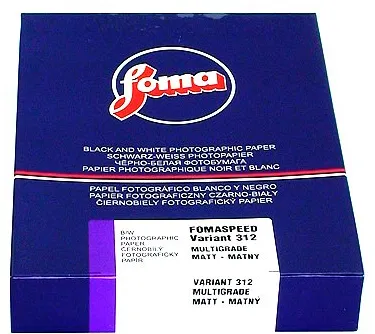 foma
BLACK AND WHITE PHOTOGRAPHIC PAPER
SCHWARZ-WEISS PHOTOPAPIER
ЧЕРНО-БЕЛАЯ ФОТОБУМАГА
PAPIER PHOTOGRAPHIQUE NOIR ET BLANC
PAPEL FOTOGRÁFICO BLANCO Y NEGRO
PAPIER FOTOGRAFICZNY CZARNO-BIAŁY
ČIERNOBIELY FOTOGRAFICKÝ PAPIER
B/W
PHOTOGRAPHIC
PAPER
ČERNOBÍLÝ
FOTOGRAFICKÝ
PAPÍR
FOMASPEED
Variant 312
MULTIGRADE
MATT - MATNÝ
VARIANT 312
MULTIGRADE
MATT - MATNÝ